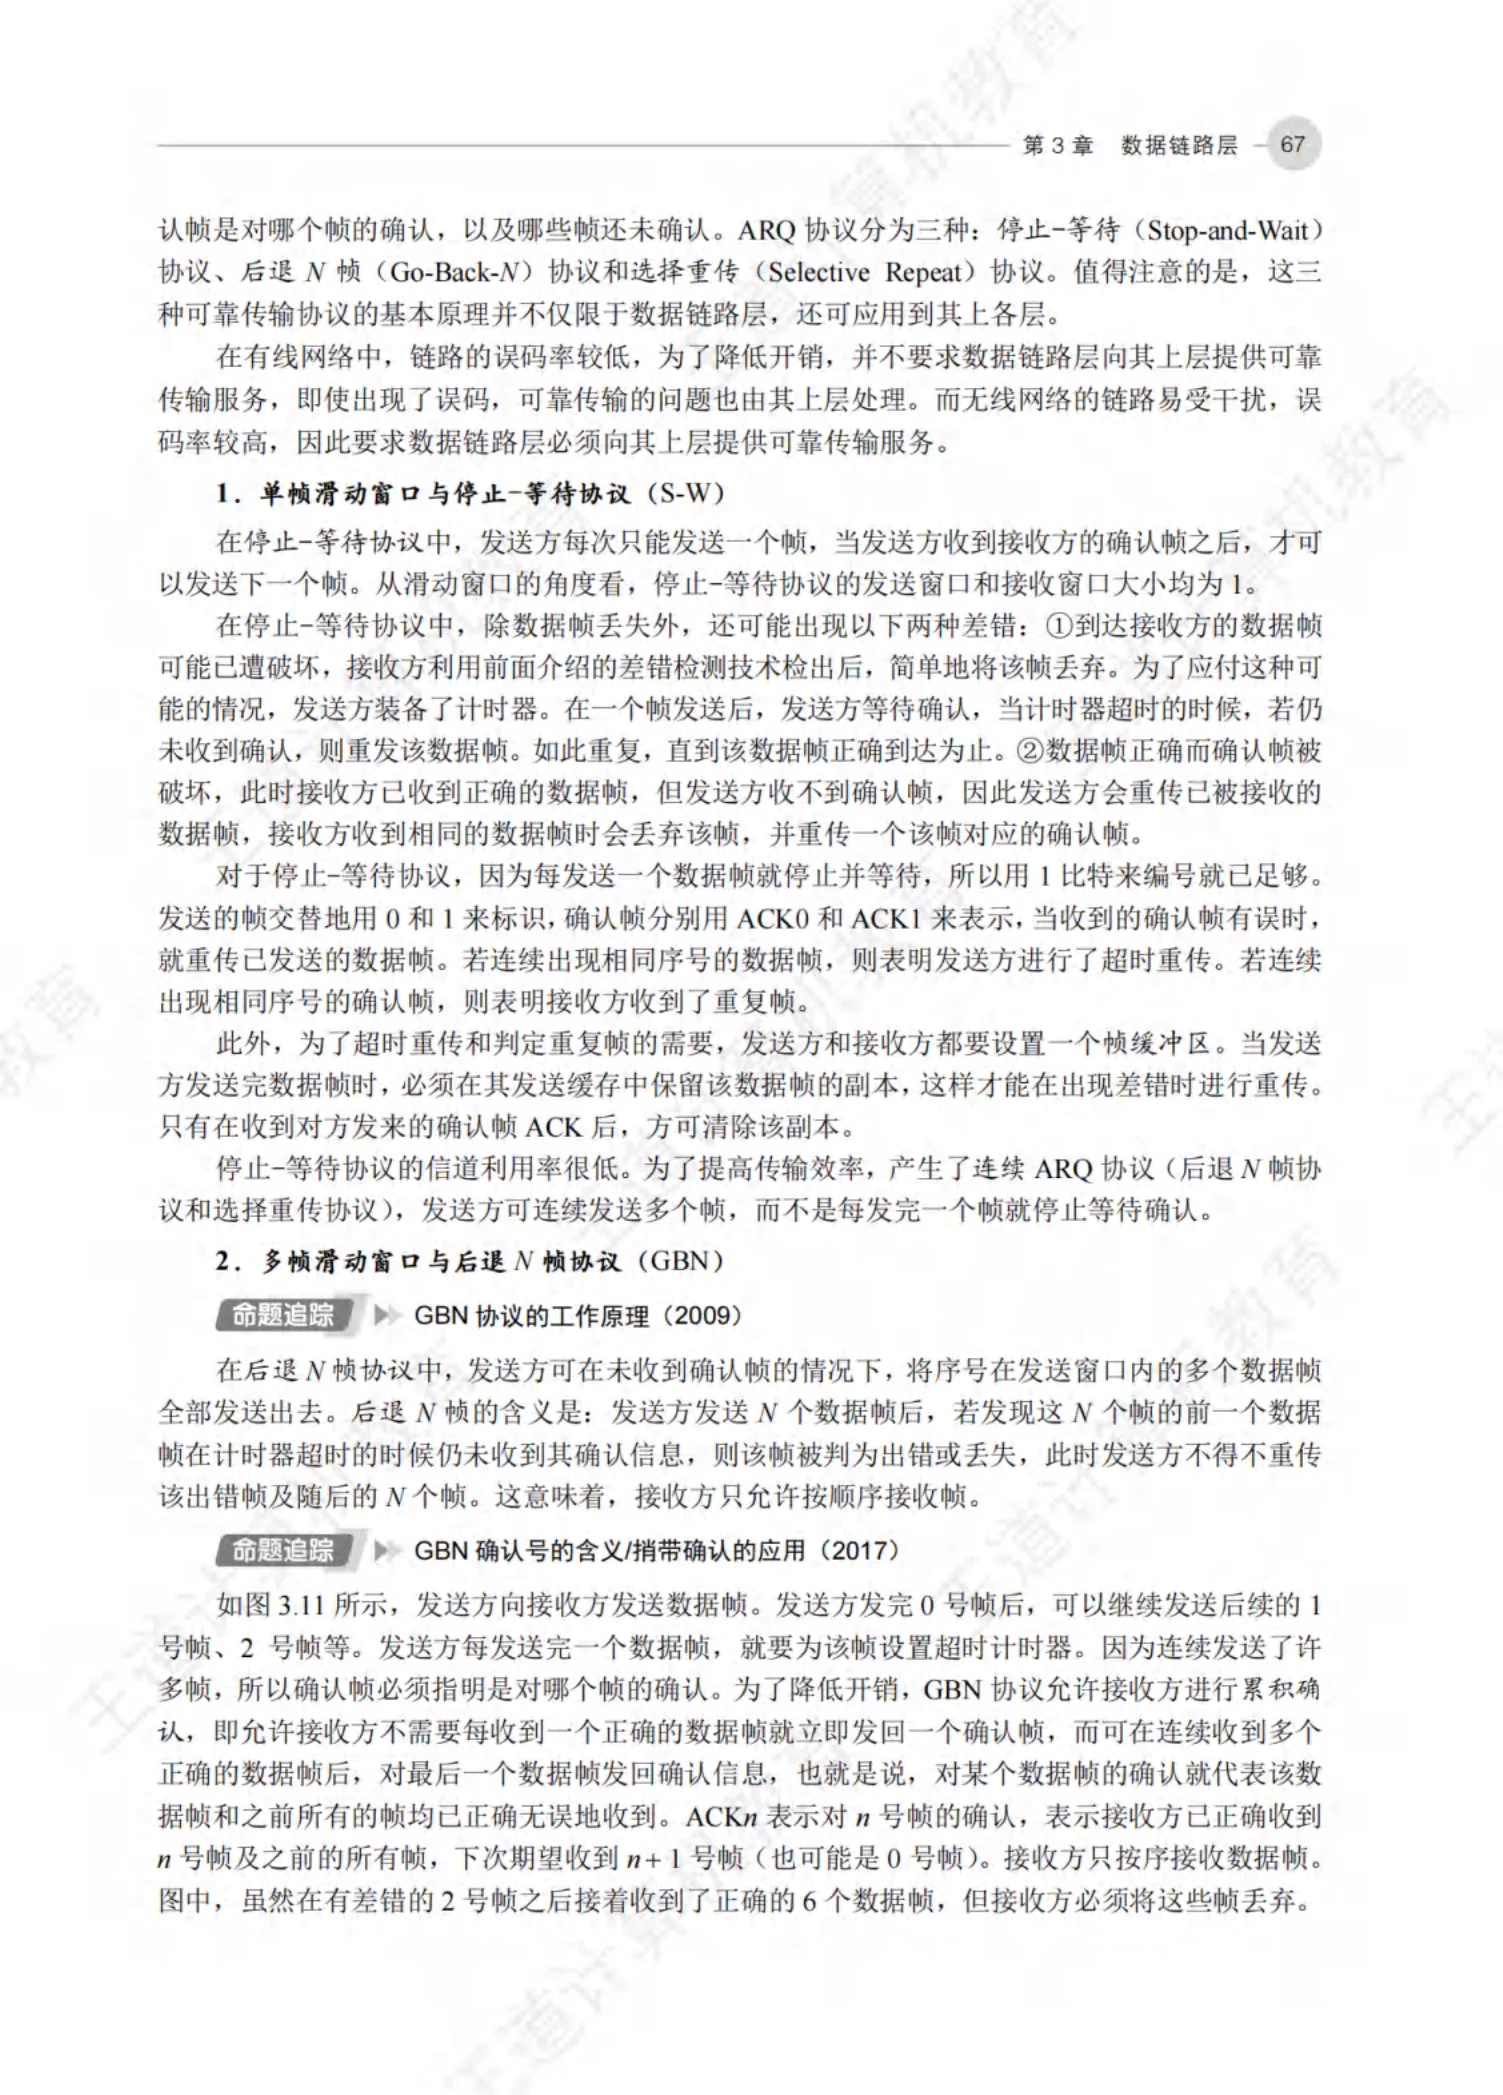 第 3 章 数据链路层 67
认帧是对哪个帧的确认，以及哪些帧还未确认。ARQ 协议分为三种：停止-等待（Stop-and-Wait）
协议、后退 N 帧（Go-Back-N）协议和选择重传（Selective Repeat）协议。值得注意的是，这三
种可靠传输协议的基本原理并不仅限于数据链路层，还可应用到其上各层。
在有线网络中，链路的误码率较低，为了降低开销，并不要求数据链路层向其上层提供可靠
传输服务，即使出现了误码，可靠传输的问题也由其上层处理。而无线网络的链路易受干扰，误
码率较高，因此要求数据链路层必须向其上层提供可靠传输服务。
1．单帧滑动窗口与停止-等待协议（S-W）
在停止-等待协议中，发送方每次只能发送一个帧，当发送方收到接收方的确认帧之后，才可
以发送下一个帧。从滑动窗口的角度看，停止-等待协议的发送窗口和接收窗口大小均为 1。
在停止-等待协议中，除数据帧丢失外，还可能出现以下两种差错：①到达接收方的数据帧
可能已遭破坏，接收方利用前面介绍的差错检测技术检出后，简单地将该帧丢弃。为了应付这种可
能的情况，发送方装备了计时器。在一个帧发送后，发送方等待确认，当计时器超时的时候，若仍
未收到确认，则重发该数据帧。如此重复，直到该数据帧正确到达为止。②数据帧正确而确认帧被
破坏，此时接收方已收到正确的数据帧，但发送方收不到确认帧，因此发送方会重传已被接收的
数据帧，接收方收到相同的数据帧时会丢弃该帧，并重传一个该帧对应的确认帧。
对于停止-等待协议，因为每发送一个数据帧就停止并等待，所以用 1 比特来编号就已足够。
发送的帧交替地用 0 和 1 来标识，确认帧分别用 ACK0 和 ACK1 来表示，当收到的确认帧有误时，
就重传已发送的数据帧。若连续出现相同序号的数据帧，则表明发送方进行了超时重传。若连续
出现相同序号的确认帧，则表明接收方收到了重复帧。
此外，为了超时重传和判定重复帧的需要，发送方和接收方都要设置一个帧缓冲区。当发送
方发送完数据帧时，必须在其发送缓存中保留该数据帧的副本，这样才能在出现差错时进行重传。
只有在收到对方发来的确认帧 ACK 后，方可清除该副本。
停止-等待协议的信道利用率很低。为了提高传输效率，产生了连续 ARQ 协议（后退 N 帧协
议和选择重传协议），发送方可连续发送多个帧，而不是每发完一个帧就停止等待确认。
2．多帧滑动窗口与后退 N 帧协议（GBN）
命题追踪 GBN 协议的工作原理（2009）
在后退 N 帧协议中，发送方可在未收到确认帧的情况下，将序号在发送窗口内的多个数据帧
全部发送出去。后退 N 帧的含义是：发送方发送 N 个数据帧后，若发现这 N 个帧的前一个数据
帧在计时器超时的时候仍未收到其确认信息，则该帧被判为出错或丢失，此时发送方不得不重传
该出错帧及随后的 N 个帧。这意味着，接收方只允许按顺序接收帧。
命题追踪 GBN 确认号的含义/捎带确认的应用（2017）
如图 3.11 所示，发送方向接收方发送数据帧。发送方发完 0 号帧后，可以继续发送后续的 1
号帧、2 号帧等。发送方每发送完一个数据帧，就要为该帧设置超时计时器。因为连续发送了许
多帧，所以确认帧必须指明是对哪个帧的确认。为了降低开销，GBN 协议允许接收方进行累积确
认，即允许接收方不需要每收到一个正确的数据帧就立即发回一个确认帧，而可在连续收到多个
正确的数据帧后，对最后一个数据帧发回确认信息，也就是说，对某个数据帧的确认就代表该数
据帧和之前所有的帧均已正确无误地收到。ACKn 表示对 n 号帧的确认，表示接收方已正确收到
n 号帧及之前的所有帧，下次期望收到 n + 1 号帧（也可能是 0 号帧）。接收方只按序接收数据帧。
图中，虽然在有差错的 2 号帧之后接着收到了正确的 6 个数据帧，但接收方必须将这些帧丢弃。
王道计算机教育